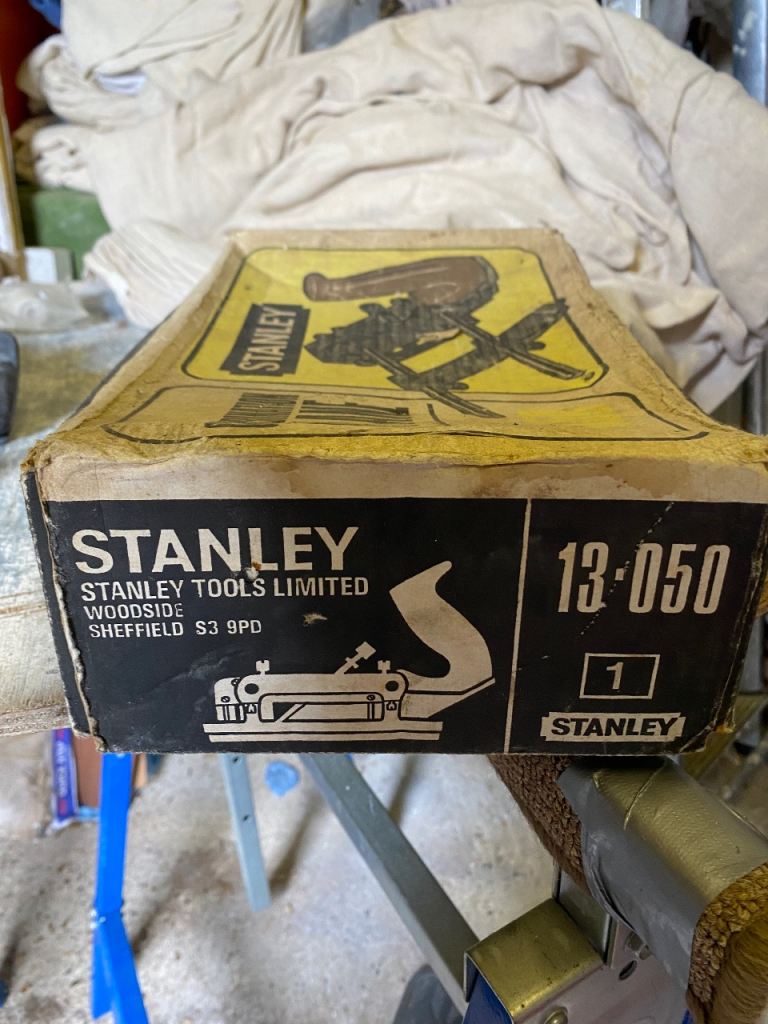 STANLEY
STANLEY
STANLEY TOOLS LIMITED
WOODSIDE
SHEFFIELD S3 9PD
13-050
1
STANLEY